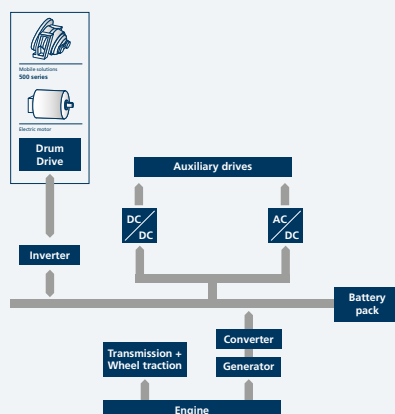 Mobile solutions
500 series
Electric motor
Drum
Drive
Auxiliary drives
DC
DC
AC
DC
Inverter
Battery
pack
Converter
Transmission +
Wheel traction
Generator
Engine